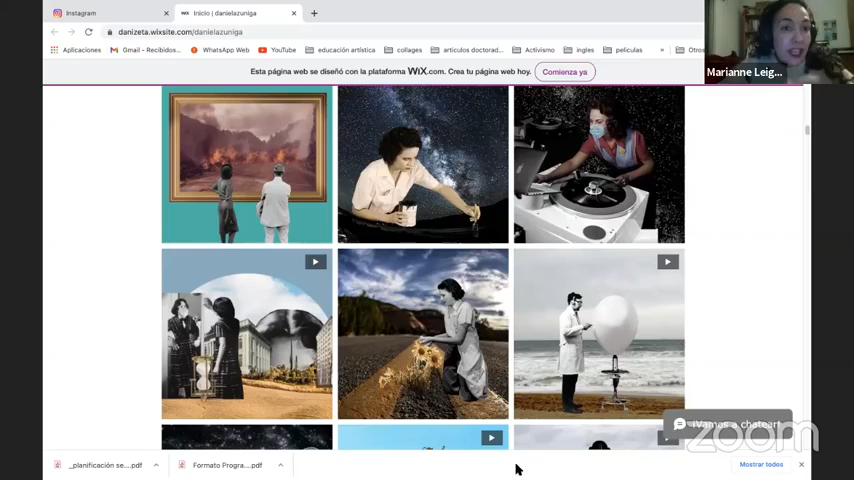 Instagram
WiX
Inicio | danielazuniga
danizeta.wixsite.com/danielazuniga
Aplicaciones
Gmail - Recibidos...
WhatsApp Web
YouTube
educación artística
collages
articulos doctorad...
Activismo
ingles
peliculas
»
Otros
Esta página web se diseñó con la plataforma WiX.com. Crea tu página web hoy.
Comienza ya
Marianne Leig...
¡Vamos a chatear!
zoom
_planificación se....pdf
Formato Progra....pdf
Mostrar todos